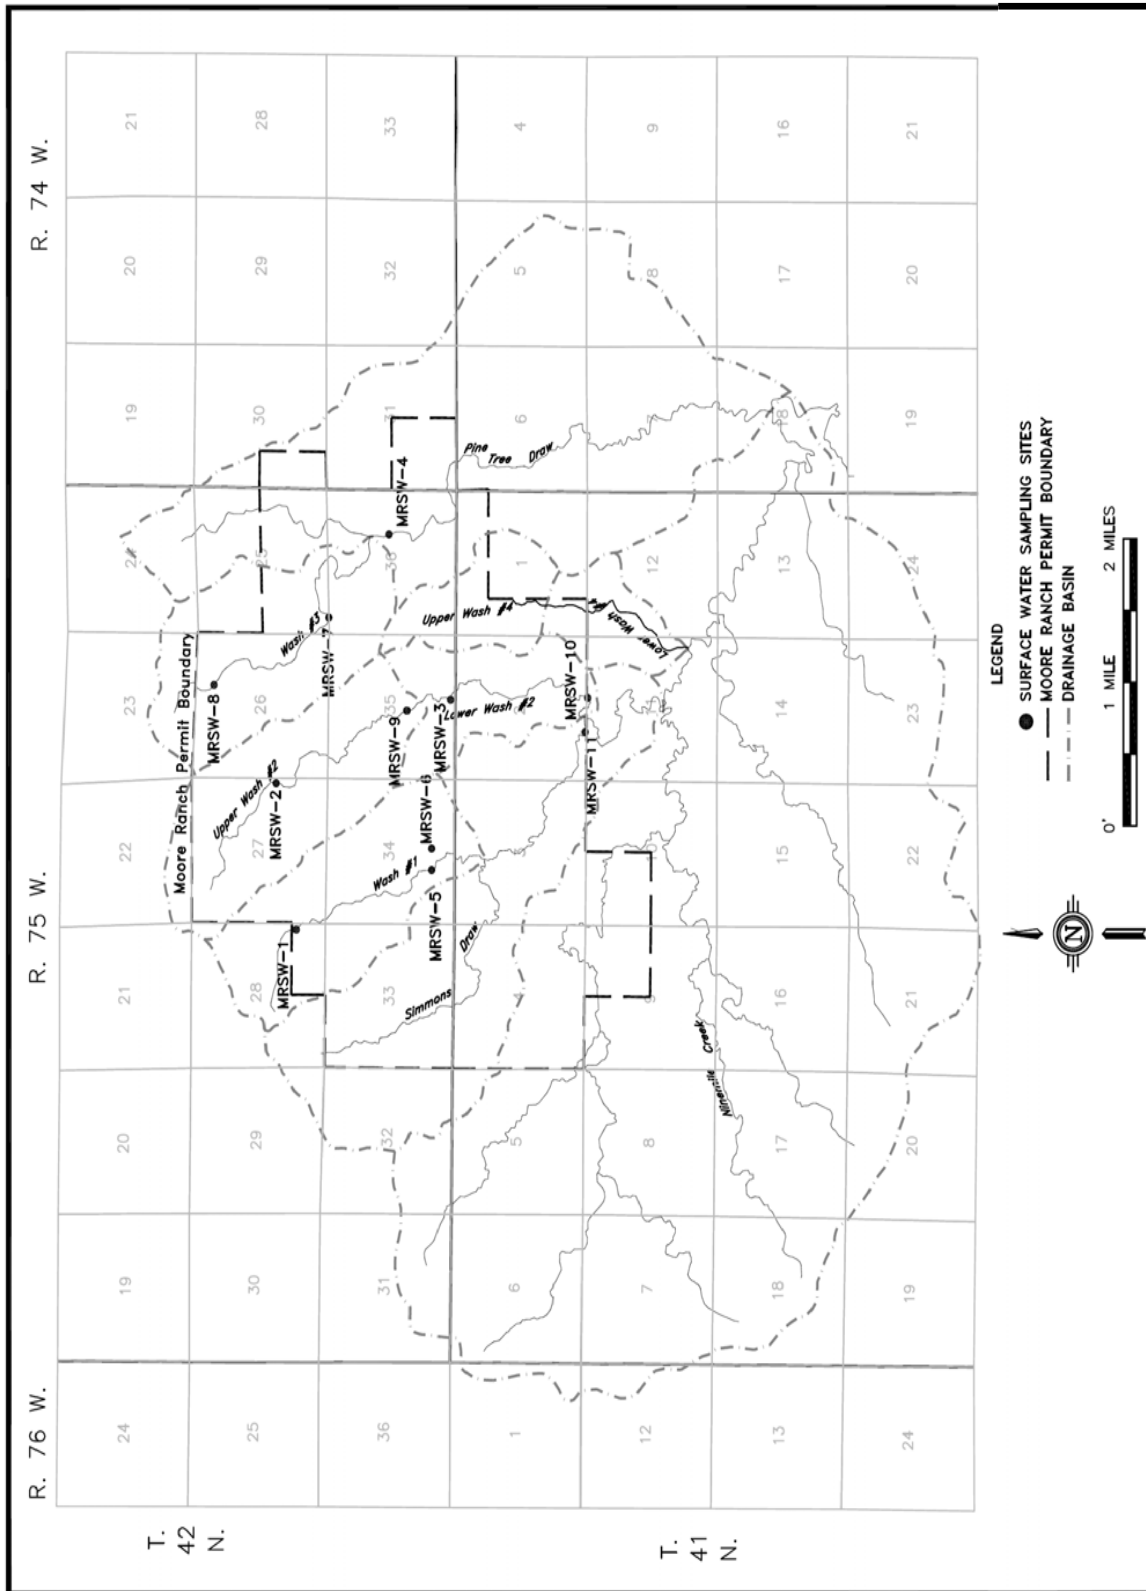 R. 76 W.
R. 75 W.
R. 74 W.
T.
42
N.
24 19 20 21 22 23 24 19 20 21
Moore Ranch Permit Boundary
MRSW-8
Upper Wash #2
Wash #3
25 30 29 28 27 26 25 30 29 28
MRSW-1
MRSW-2
MRSW-7
36 31 32 33 34 35 36 31 32 33
MRSW-4
MRSW-9
Simmons
Draw
Wash #1
MRSW-5
MRSW-6
MRSW-3
Upper Wash #4
Pine
Tree
Draw
Lower Wash #2
1 6 5 4 3 1 6 5 4
MRSW-11
MRSW-10
Lower Wash #4
T.
41
N.
12 7 8 9 10 12 7 8 9
Ninemile Creek
13 18 17 16 15 14 13 18 17 16
24 19 20 21 22 23 24 19 20 21
N
LEGEND
SURFACE WATER SAMPLING SITES
MOORE RANCH PERMIT BOUNDARY
DRAINAGE BASIN
0' 1 MILE 2 MILES